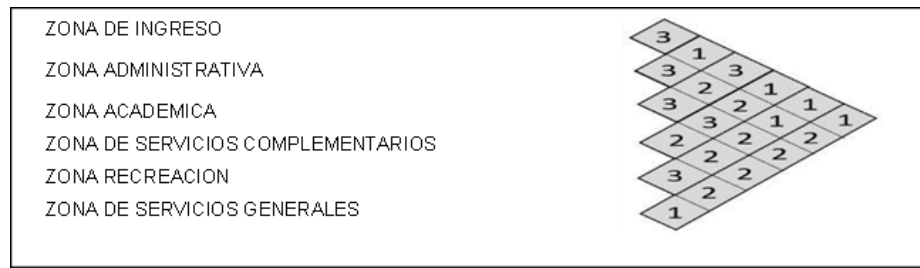 ZONA DE INGRESO 3
1
ZONA ADMINISTRATIVA 3 3
2 1
ZONA ACADEMICA 3 2 1
3 1 1
ZONA DE SERVICIOS COMPLEMENTARIOS 2 2 2
2 2
ZONA RECREACION 3 2
2
ZONA DE SERVICIOS GENERALES 1